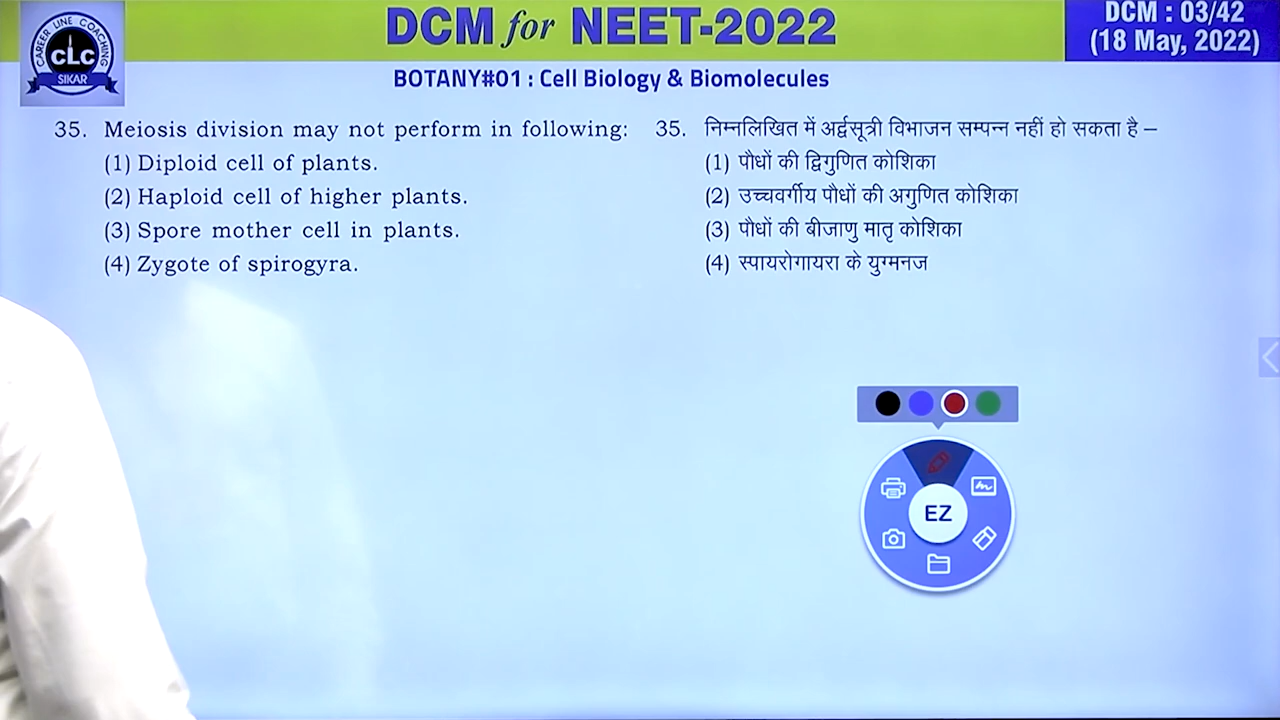 CAREER LINE COACHING
CLC
SIKAR
DCM for NEET-2022
DCM : 03/42
(18 May, 2022)
BOTANY#01 : Cell Biology & Biomolecules
35. Meiosis division may not perform in following:
(1) Diploid cell of plants.
(2) Haploid cell of higher plants.
(3) Spore mother cell in plants.
(4) Zygote of spirogyra.
35. निम्नलिखित में अर्द्वसूत्री विभाजन सम्पन्न नहीं हो सकता है –
(1) पौधों की द्विगुणित कोशिका
(2) उच्चवर्गीय पौधों की अगुणित कोशिका
(3) पौधों की बीजाणु मातृ कोशिका
(4) स्पायरोगायरा के युग्मनज
EZ